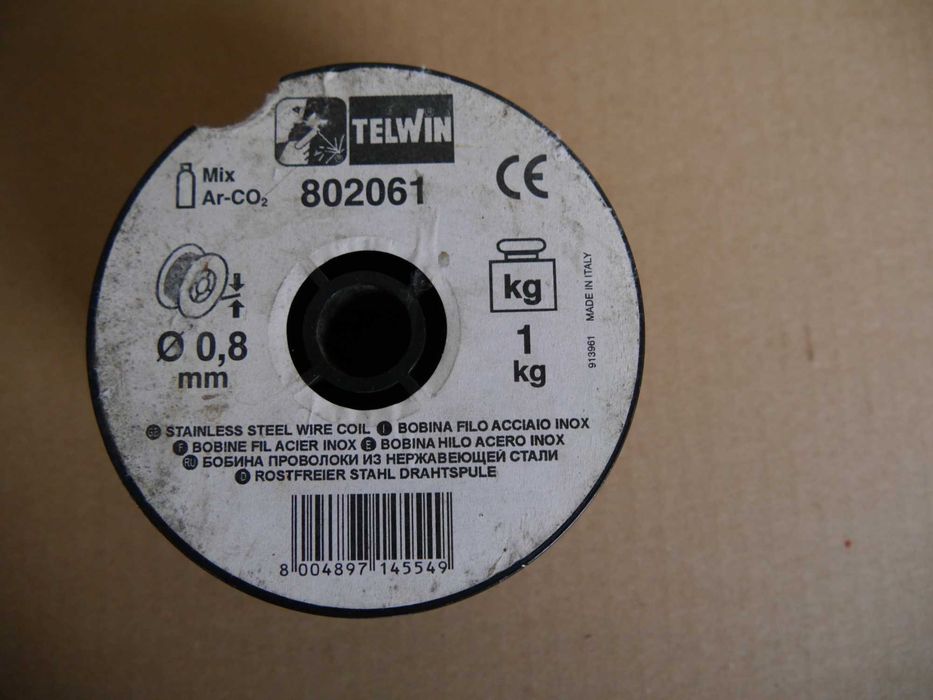 TELWIN
Mix
Ar-CO₂
802061
CE
kg
Ø 0,8
mm
1
kg
913961 MADE IN ITALY
STAINLESS STEEL WIRE COIL I BOBINA FILO ACCIAIO INOX
F BOBINE FIL ACIER INOX E BOBINA HILO ACERO INOX
RU БОБИНА ПРОВОЛОКИ ИЗ НЕРЖАВЕЮЩЕЙ СТАЛИ
D ROSTFREIER STAHL DRAHTSPULE
8 004897 145549